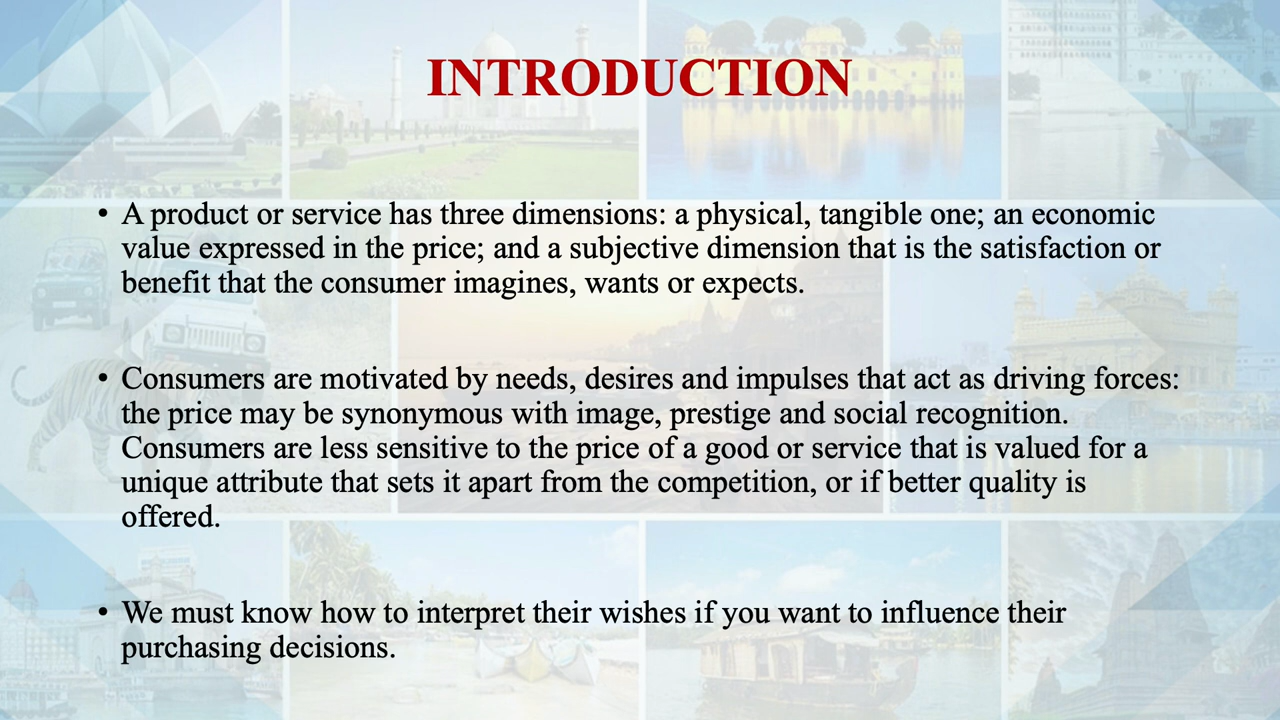 INTRODUCTION
• A product or service has three dimensions: a physical, tangible one; an economic
value expressed in the price; and a subjective dimension that is the satisfaction or
benefit that the consumer imagines, wants or expects.
• Consumers are motivated by needs, desires and impulses that act as driving forces:
the price may be synonymous with image, prestige and social recognition.
Consumers are less sensitive to the price of a good or service that is valued for a
unique attribute that sets it apart from the competition, or if better quality is
offered.
• We must know how to interpret their wishes if you want to influence their
purchasing decisions.